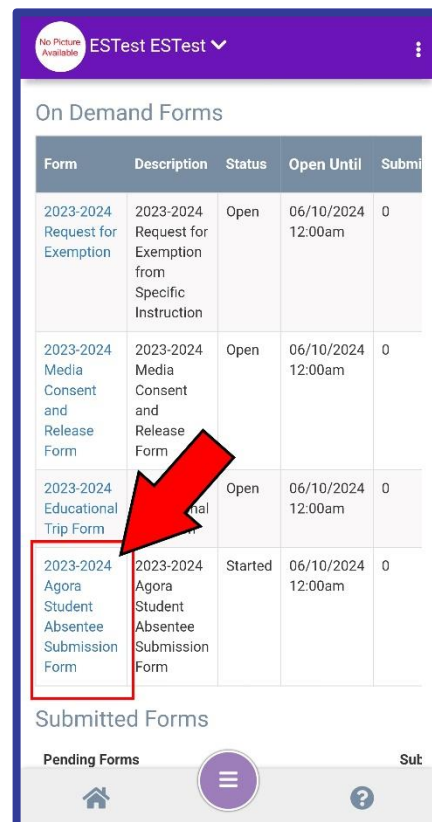 No Picture
Available
ESTest ESTest
On Demand Forms
Form Description Status Open Until Submi
2023-2024 2023-2024 Open 06/10/2024 0
Request for Request for 12:00am
Exemption Exemption
from
Specific
Instruction
2023-2024 2023-2024 Open 06/10/2024 0
Media Media 12:00am
Consent Consent
and and
Release Release
Form Form
2023-2024 Open 06/10/2024 0
Educational nal 12:00am
Trip Form
2023-2024 2023-2024 Started 06/10/2024 0
Agora Agora 12:00am
Student Student
Absentee Absentee
Submission Submission
Form Form
Submitted Forms
Pending Forms Sub